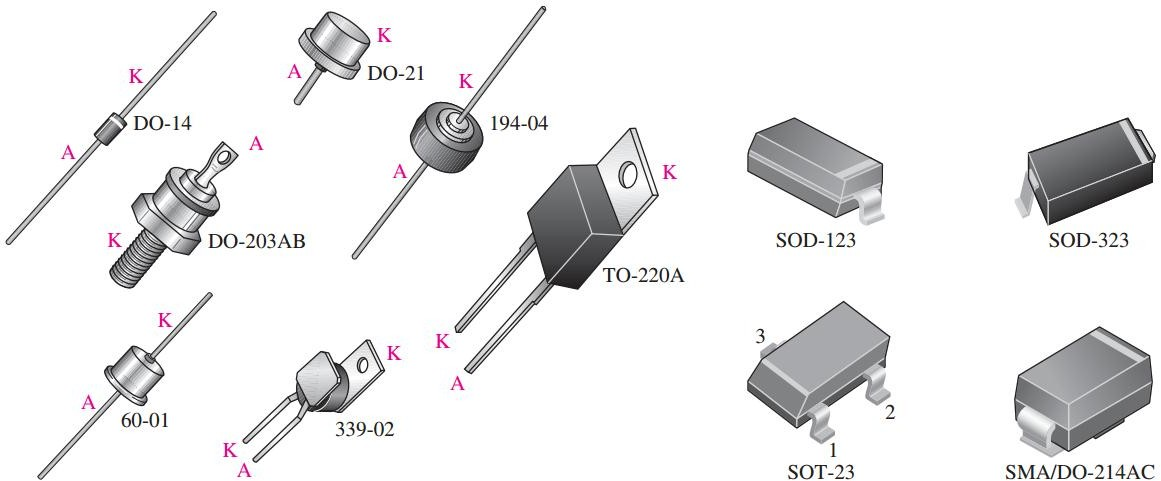 K
A
DO-14
A
K
DO-21
K
A
194-04
A
K
DO-203AB
K
K
A
TO-220A
K
A
60-01
K
K
A
339-02
SOD-123
SOD-323
3
1
2
SOT-23
SMA/DO-214AC